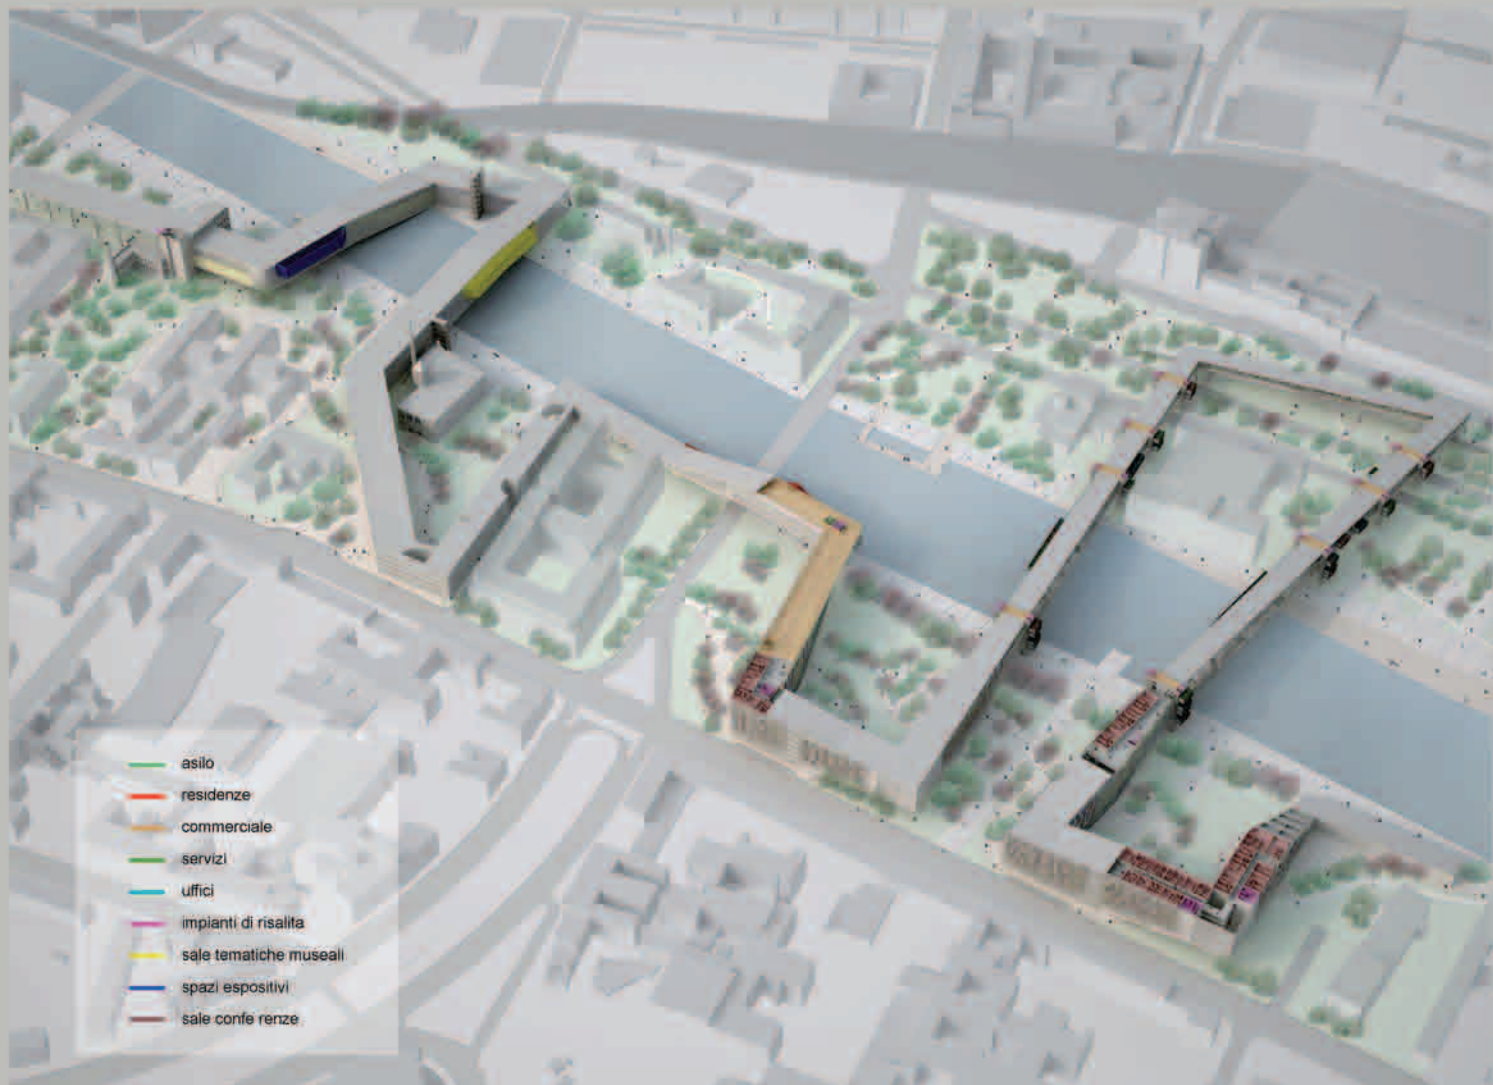 asilo
residenze
commerciale
servizi
uffici
impianti di risalita
sale tematiche museali
spazi espositivi
sale confe renze